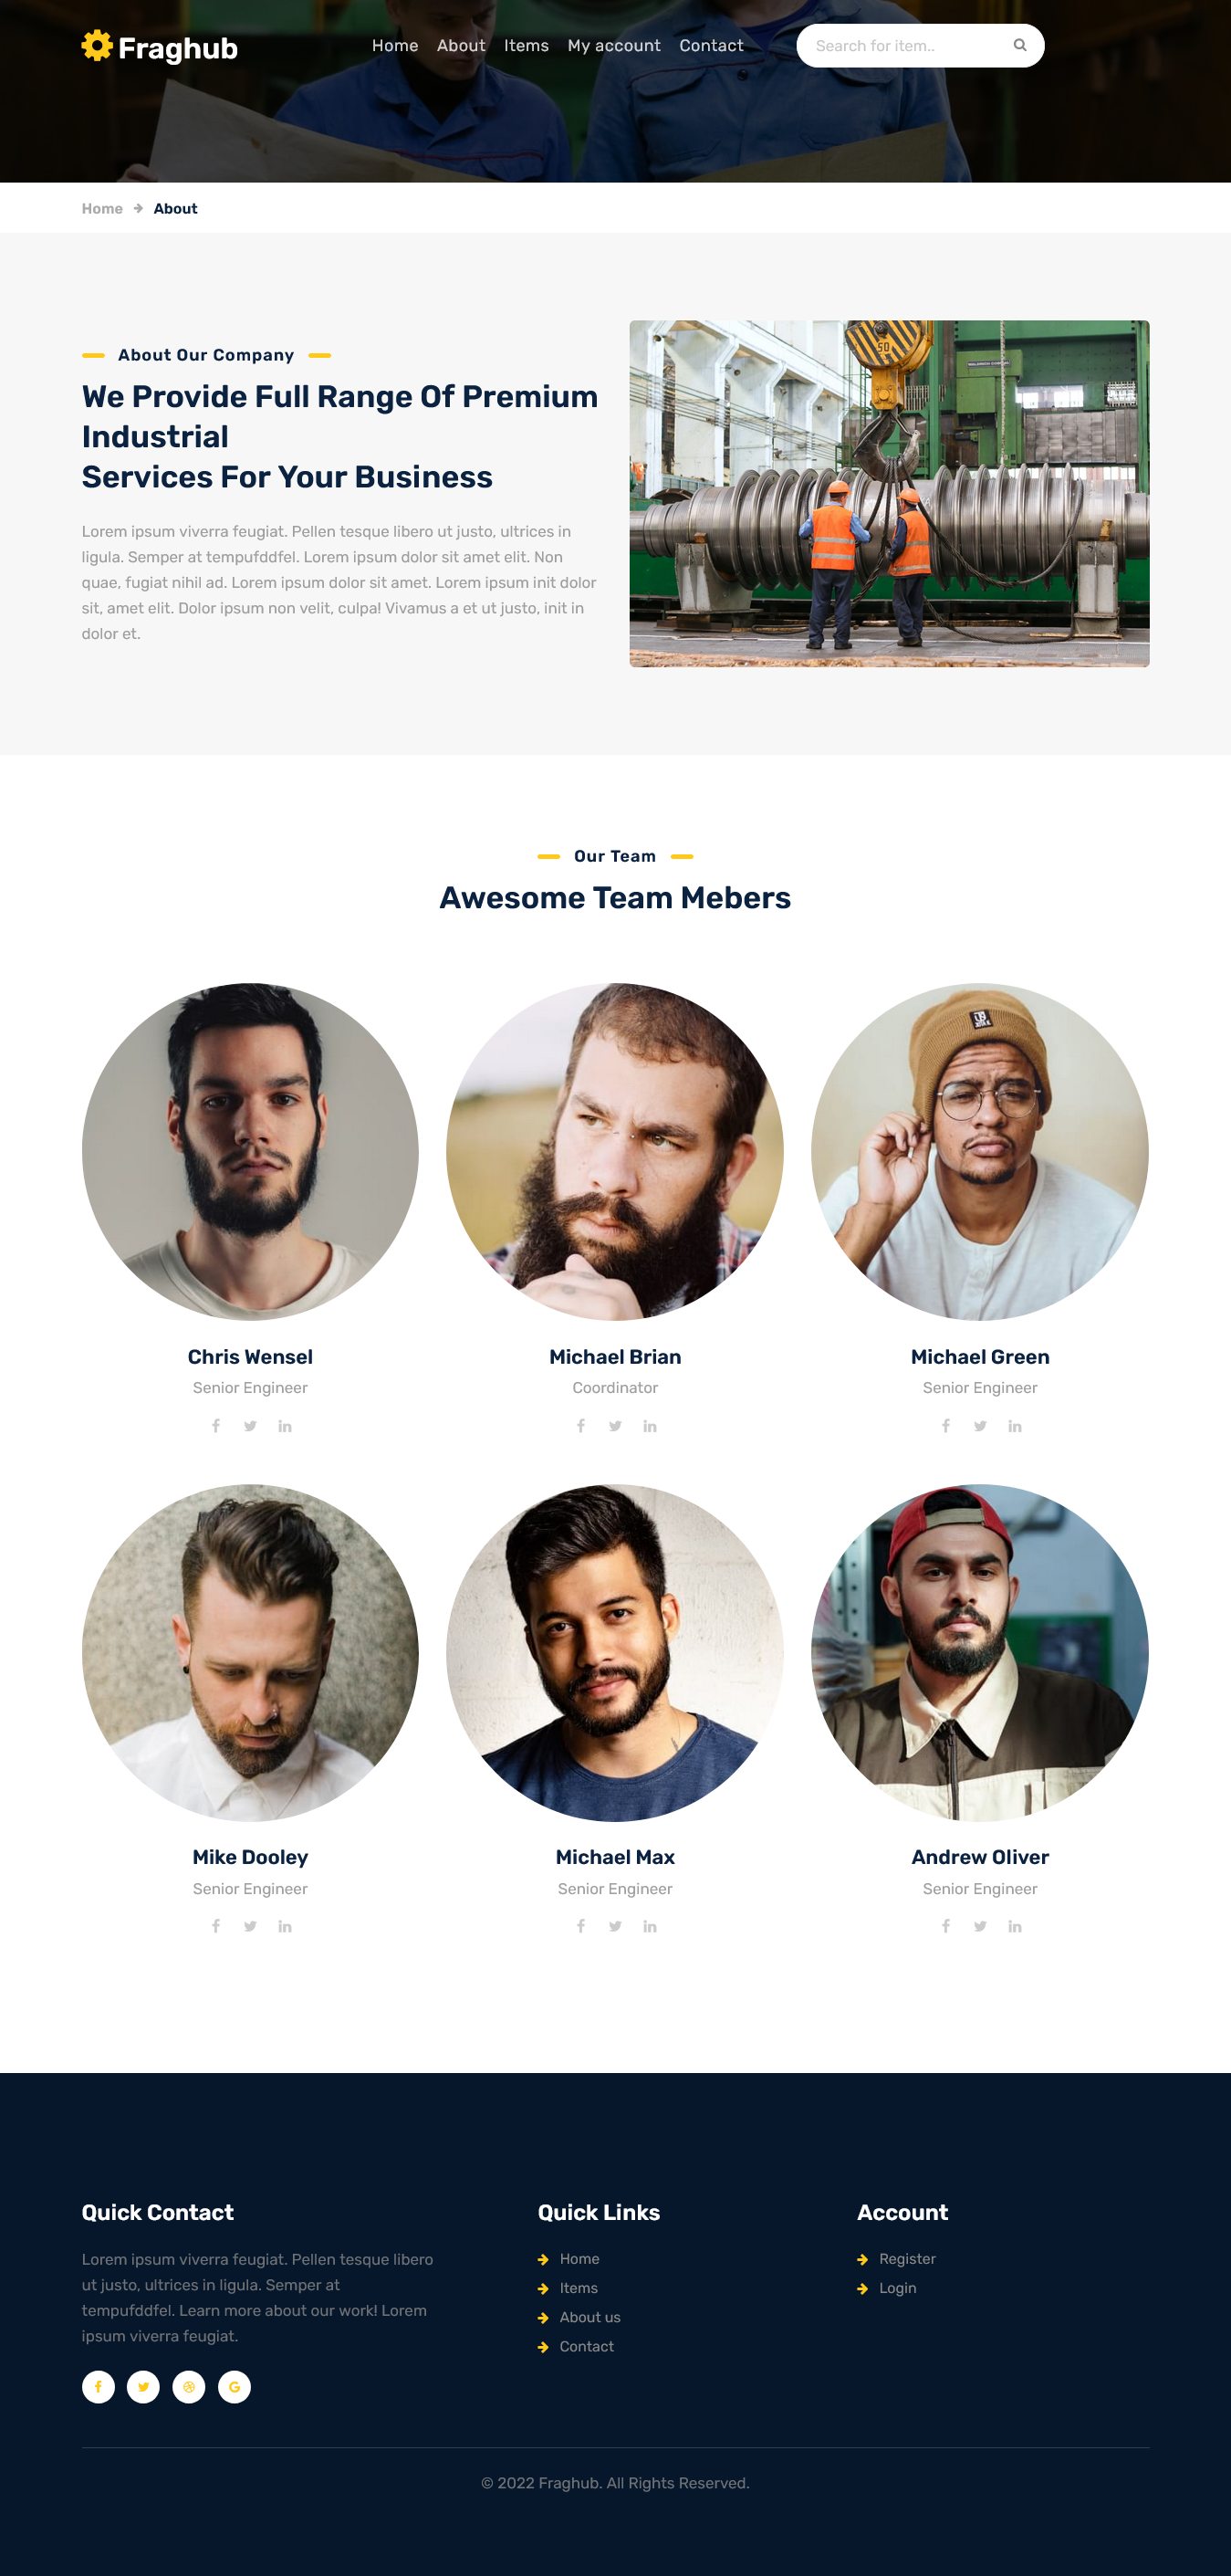 Fraghub
Home About Items My account Contact
Search for item..
Home About
About Our Company
We Provide Full Range Of Premium
Industrial
Services For Your Business
Lorem ipsum viverra feugiat. Pellen tesque libero ut justo, ultrices in
ligula. Semper at tempufddfel. Lorem ipsum dolor sit amet elit. Non
quae, fugiat nihil ad. Lorem ipsum dolor sit amet. Lorem ipsum init dolor
sit, amet elit. Dolor ipsum non velit, culpa! Vivamus a et ut justo, init in
dolor et.
50
Our Team
Awesome Team Mebers
Chris Wensel
Senior Engineer
Michael Brian
Coordinator
Michael Green
Senior Engineer
Mike Dooley
Senior Engineer
Michael Max
Senior Engineer
Andrew Oliver
Senior Engineer
Quick Contact
Lorem ipsum viverra feugiat. Pellen tesque libero
ut justo, ultrices in ligula. Semper at
tempufddfel. Learn more about our work! Lorem
ipsum viverra feugiat.
Quick Links
Home
Items
About us
Contact
Account
Register
Login
© 2022 Fraghub. All Rights Reserved.